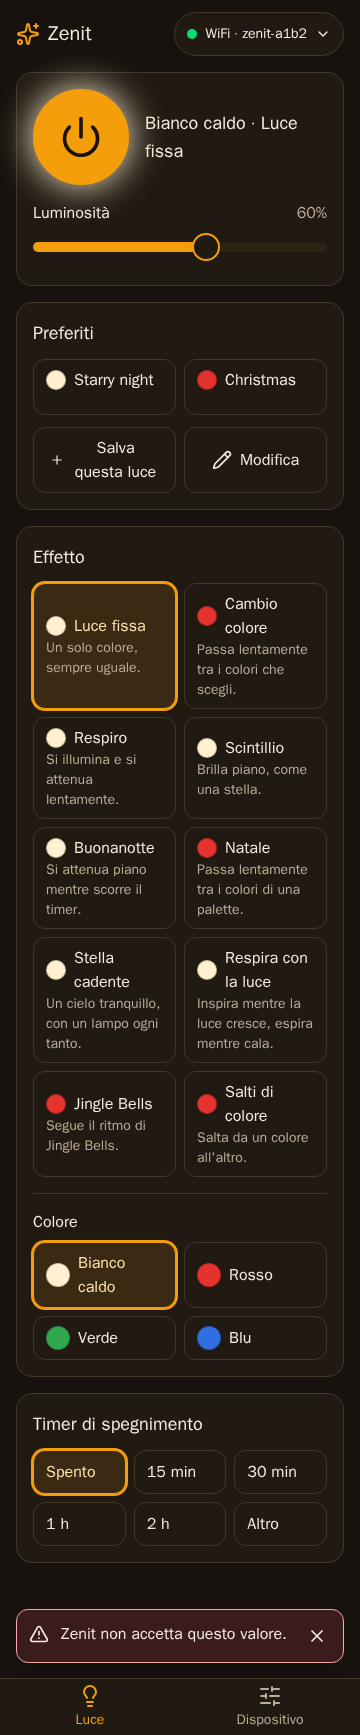 Zenit
WiFi · zenit-a1b2
Bianco caldo · Luce
fissa
Luminosità
60%
Preferiti
Starry night
Christmas
Salva
questa luce
Modifica
Effetto
Luce fissa
Un solo colore,
sempre uguale.
Cambio
colore
Passa lentamente
tra i colori che
scegli.
Respiro
Si illumina e si
attenua
lentamente.
Scintillio
Brilla piano, come
una stella.
Buonanotte
Si attenua piano
mentre scorre il
timer.
Natale
Passa lentamente
tra i colori di una
palette.
Stella
cadente
Un cielo tranquillo,
con un lampo ogni
tanto.
Respira con
la luce
Inspira mentre la
luce cresce, espira
mentre cala.
Jingle Bells
Segue il ritmo di
Jingle Bells.
Salti di
colore
Salta da un colore
all'altro.
Colore
Bianco
caldo
Rosso
Verde
Blu
Timer di spegnimento
Spento
15 min
30 min
1 h
2 h
Altro
Zenit non accetta questo valore.
Luce
Dispositivo